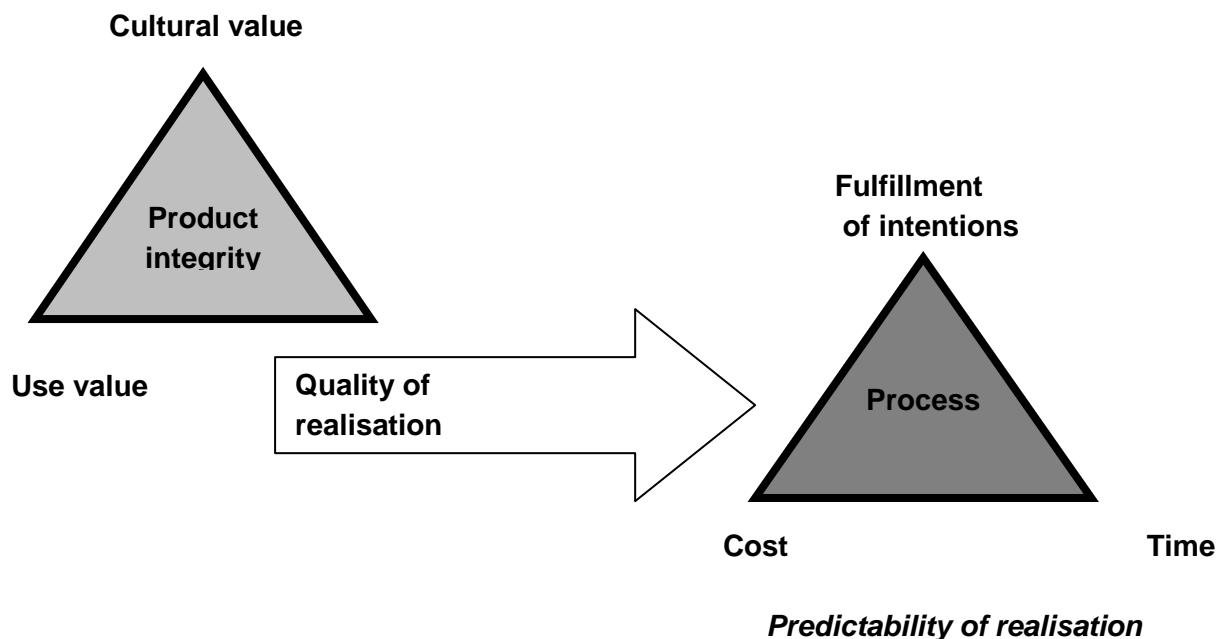 Cultural value
Product
integrity
Use value
Quality of
realisation
Fulfillment
of intentions
Process
Cost
Time
Predictability of realisation